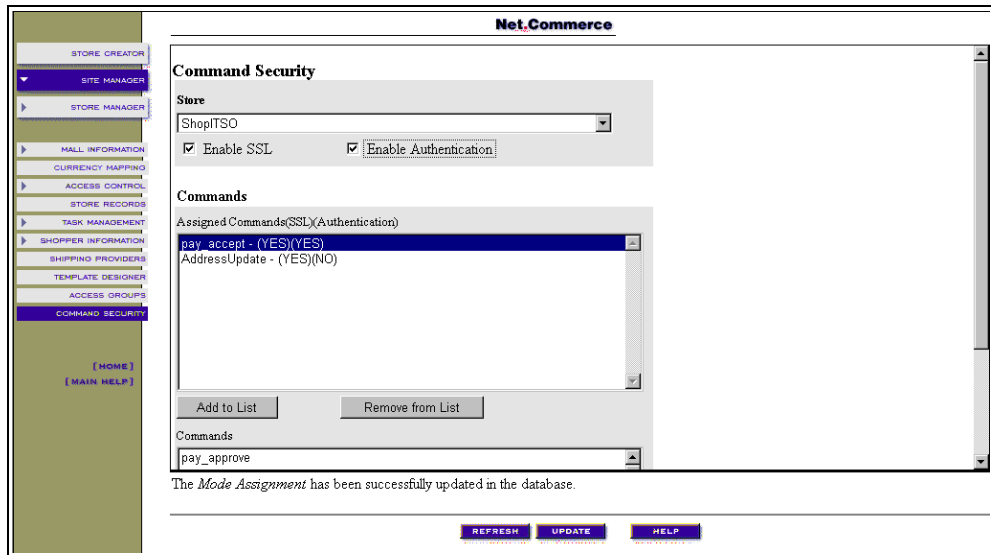 Net.Commerce
STORE CREATOR
SITE MANAGER
STORE MANAGER
MALL INFORMATION
CURRENCY MAPPING
ACCESS CONTROL
STORE RECORDS
TASK MANAGEMENT
SHOPPER INFORMATION
SHIPPING PROVIDERS
TEMPLATE DESIGNER
ACCESS GROUPS
COMMAND SECURITY
[HOME]
[MAIN HELP]
Command Security
Store
ShopITSO
Enable SSL Enable Authentication
Commands
Assigned Commands(SSL)(Authentication)
pay_accept - (YES)(YES)
AddressUpdate - (YES)(NO)
Add to List Remove from List
Commands
pay_approve
The Mode Assignment has been successfully updated in the database.
REFRESH UPDATE HELP